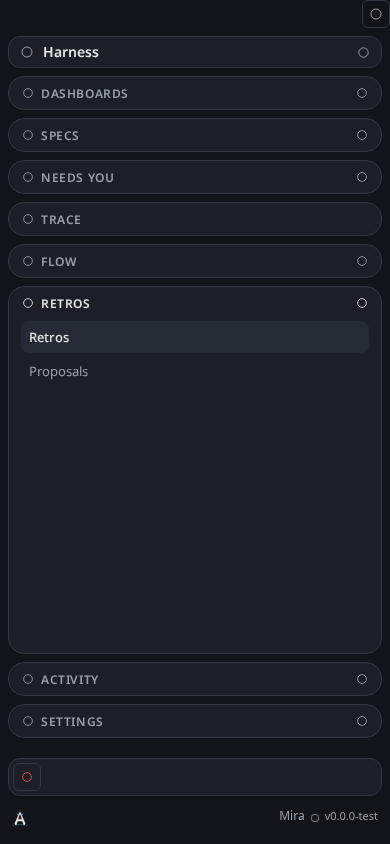 Harness
DASHBOARDS
SPECS
NEEDS YOU
TRACE
FLOW
RETROS
Retros
Proposals
ACTIVITY
SETTINGS
Mira v0.0.0-test